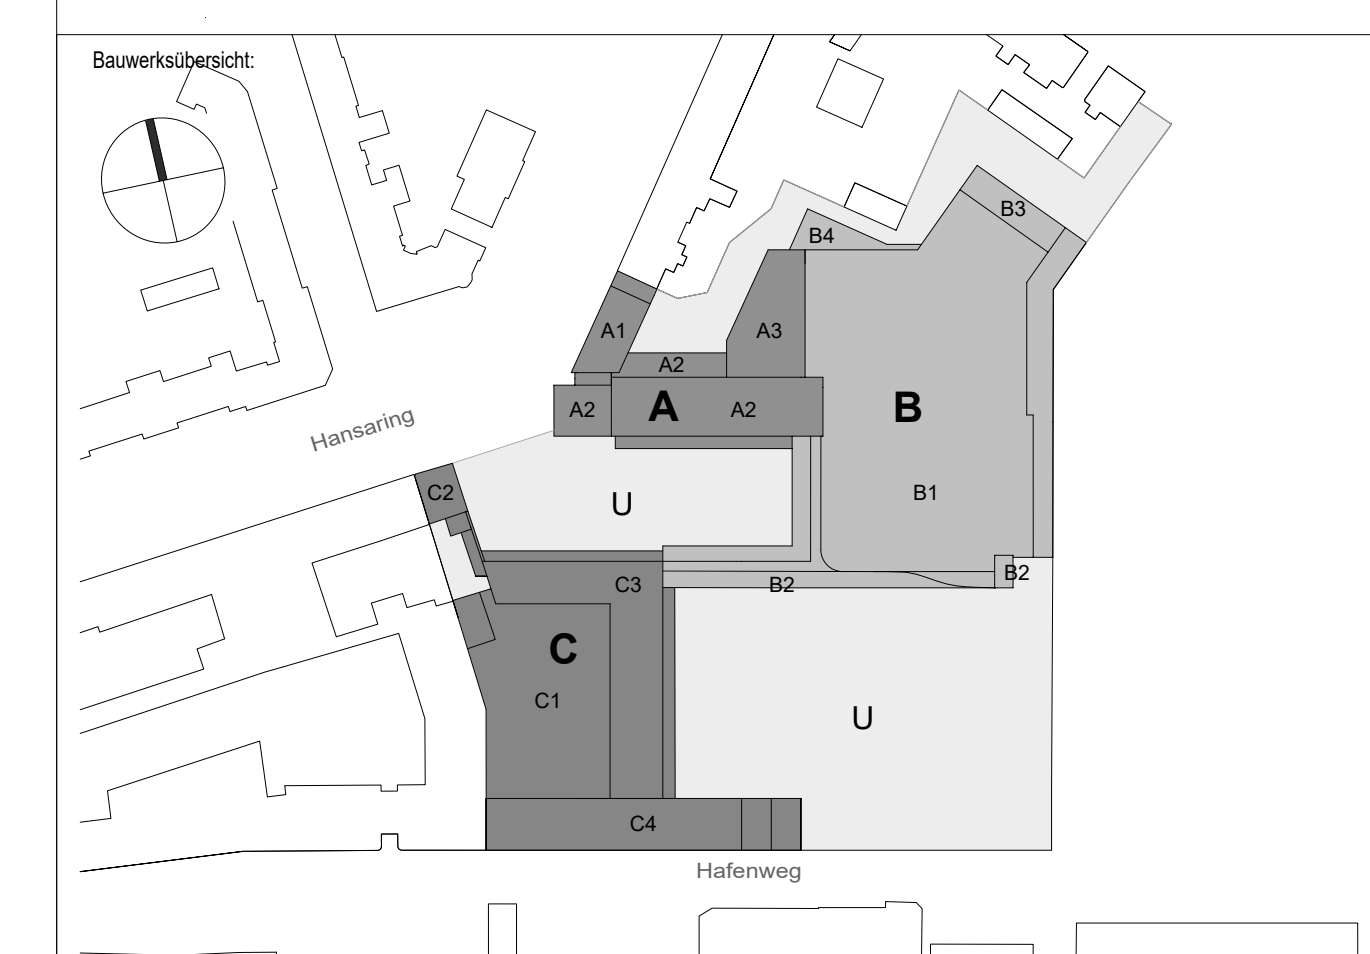 Bauwerksübersicht:
B3
B4
A1
A3
A2
A2
A
A2
B
Hansaring
C2
U
B1
C3
B2
B2
C
C1
U
C4
Hafenweg